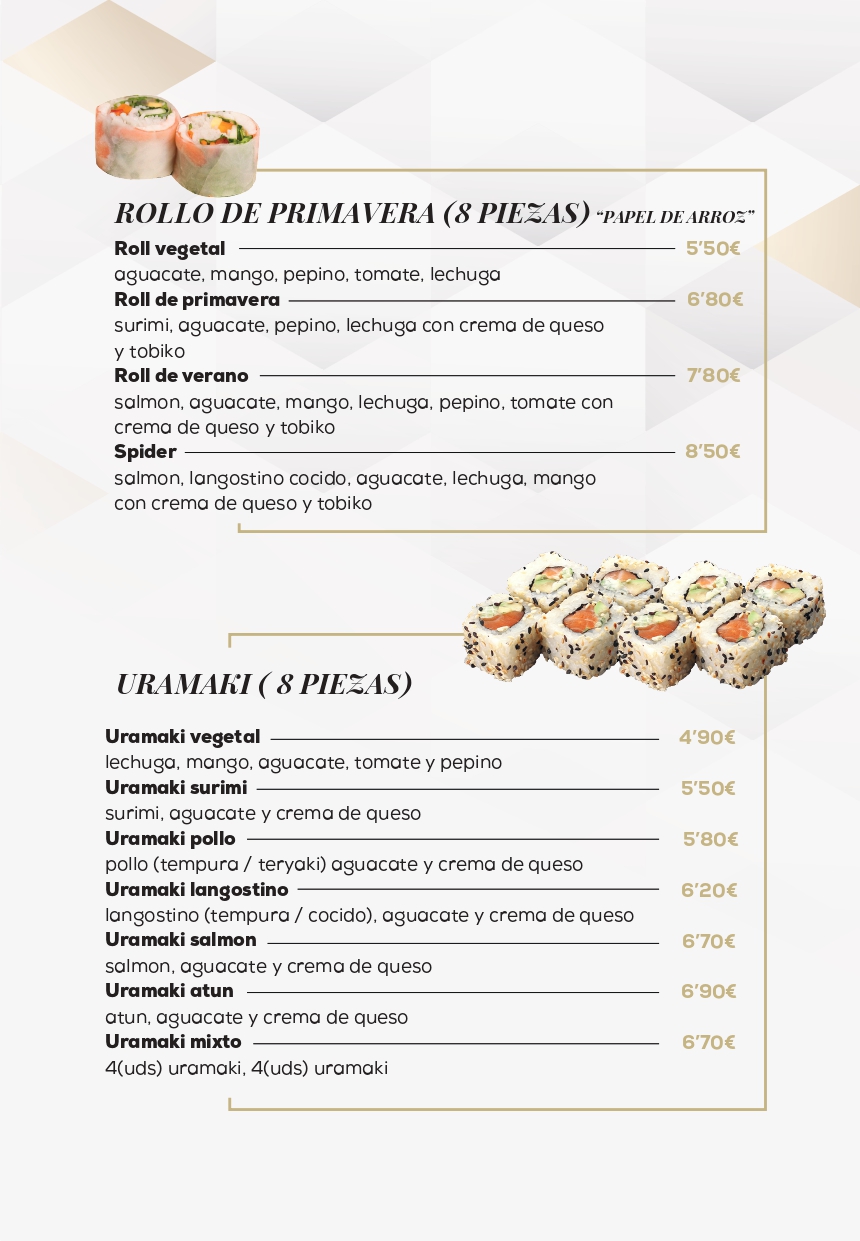 ROLLO DE PRIMAVERA (8 PIEZAS) “PAPEL DE ARROZ”
Roll vegetal 5’50€
aguacate, mango, pepino, tomate, lechuga
Roll de primavera 6’80€
surimi, aguacate, pepino, lechuga con crema de queso
y tobiko
Roll de verano 7’80€
salmon, aguacate, mango, lechuga, pepino, tomate con
crema de queso y tobiko
Spider 8’50€
salmon, langostino cocido, aguacate, lechuga, mango
con crema de queso y tobiko
URAMAKI ( 8 PIEZAS)
Uramaki vegetal 4’90€
lechuga, mango, aguacate, tomate y pepino
Uramaki surimi 5’50€
surimi, aguacate y crema de queso
Uramaki pollo 5’80€
pollo (tempura / teryaki) aguacate y crema de queso
Uramaki langostino 6’20€
langostino (tempura / cocido), aguacate y crema de queso
Uramaki salmon 6’70€
salmon, aguacate y crema de queso
Uramaki atun 6’90€
atun, aguacate y crema de queso
Uramaki mixto 6’70€
4(uds) uramaki, 4(uds) uramaki